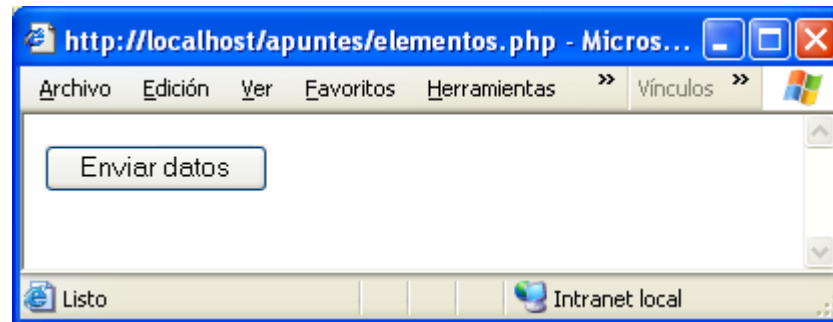 http://localhost/apuntes/elementos.php - Micros...
Archivo Edición Ver Favoritos Herramientas » Vínculos »
Enviar datos
Listo Intranet local